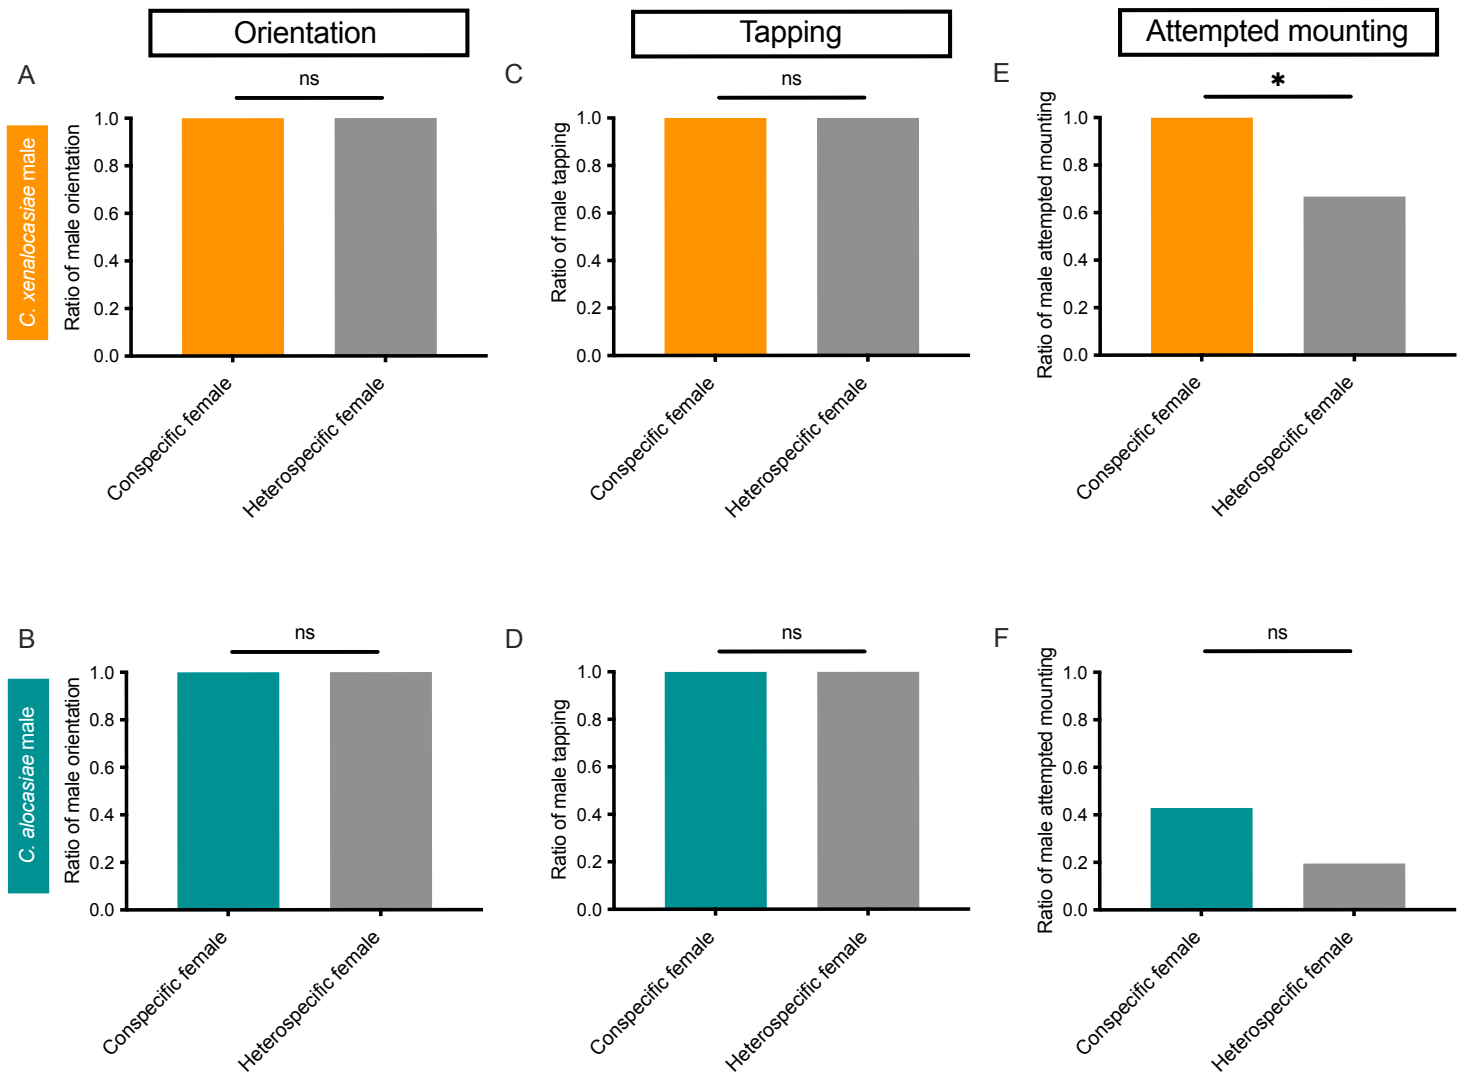 Orientation
Tapping
Attempted mounting
A
ns
C. xenalocasiae male
Ratio of male orientation
1.0
0.8
0.6
0.4
0.2
0.0
Conspecific female
Heterospecific female
C
ns
Ratio of male tapping
1.0
0.8
0.6
0.4
0.2
0.0
Conspecific female
Heterospecific female
E
*
Ratio of male attempted mounting
1.0
0.8
0.6
0.4
0.2
0.0
Conspecific female
Heterospecific female
B
ns
C. alocasiae male
Ratio of male orientation
1.0
0.8
0.6
0.4
0.2
0.0
Conspecific female
Heterospecific female
D
ns
Ratio of male tapping
1.0
0.8
0.6
0.4
0.2
0.0
Conspecific female
Heterospecific female
F
ns
Ratio of male attempted mounting
1.0
0.8
0.6
0.4
0.2
0.0
Conspecific female
Heterospecific female